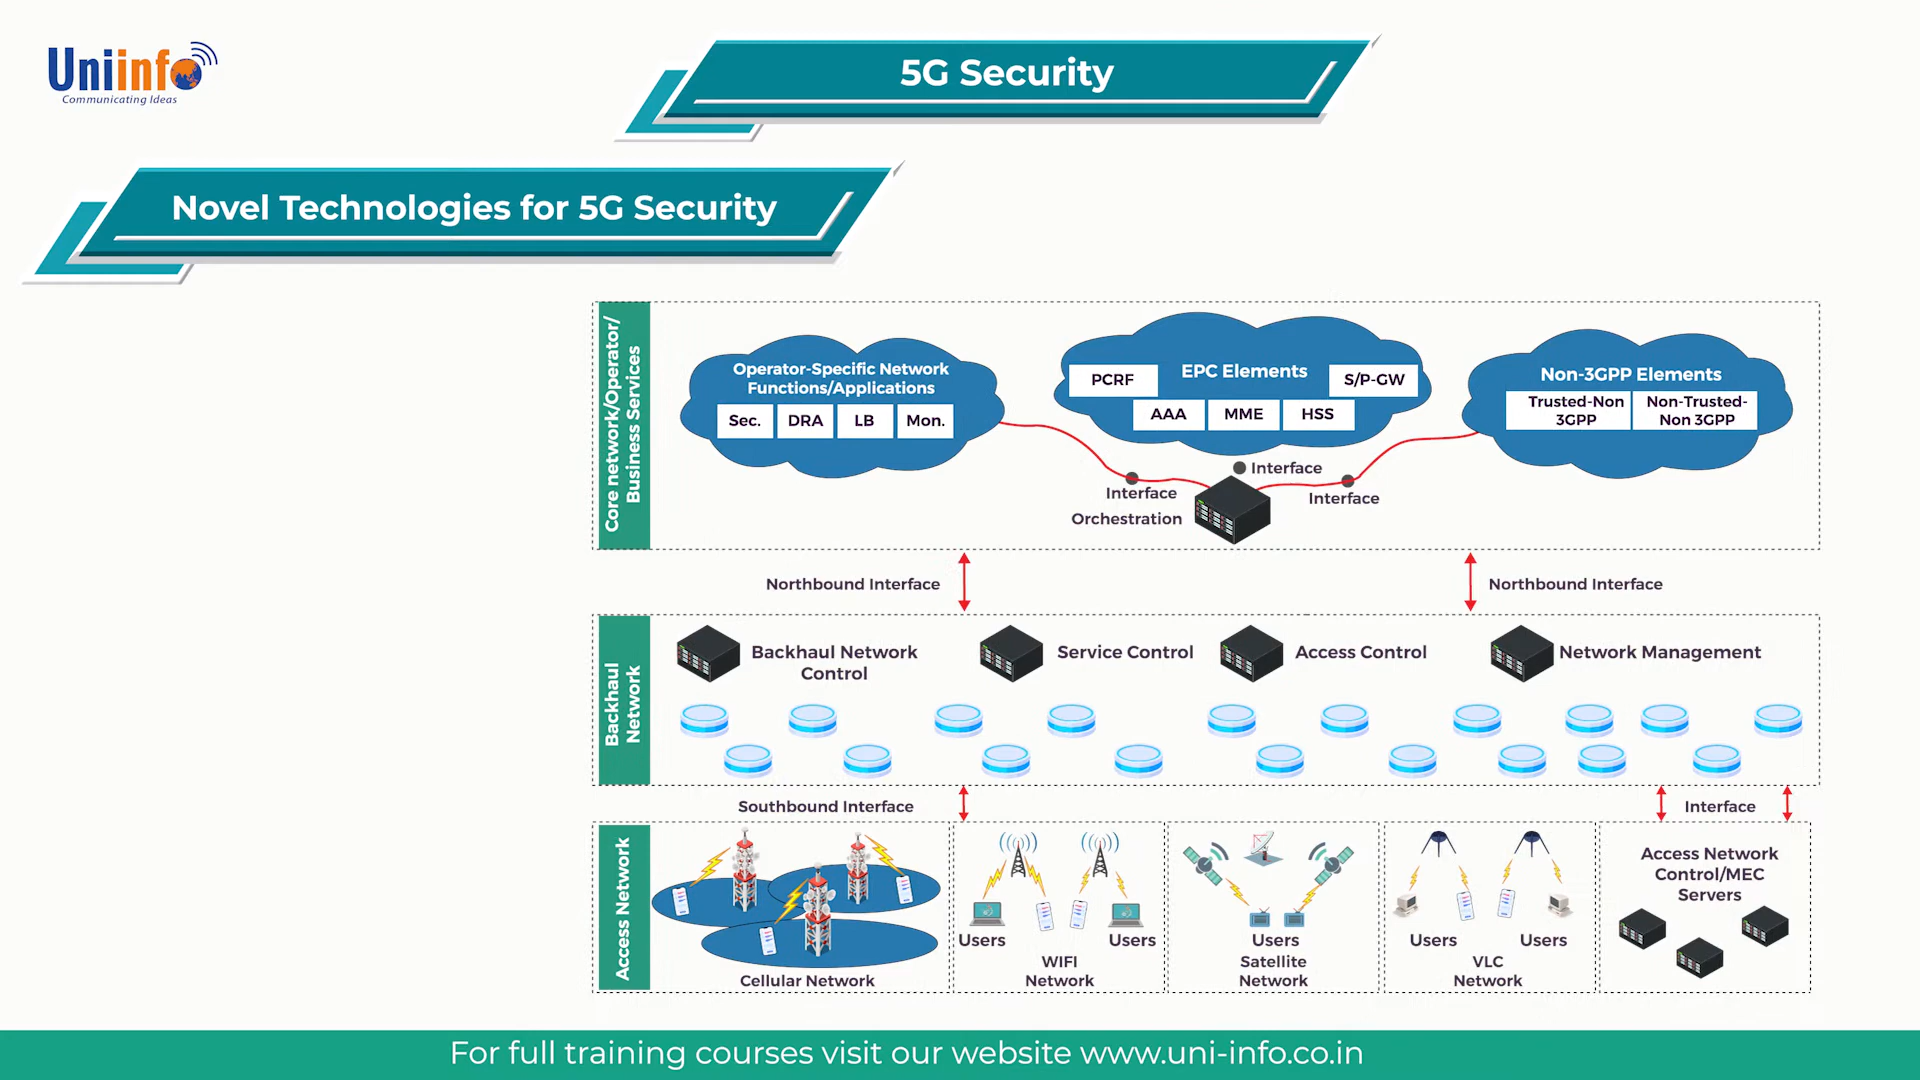 Uniinfo
Communicating Ideas
5G Security
Novel Technologies for 5G Security
Core network/Operator/
Business Services
Operator-Specific Network
Functions/Applications
Sec.
DRA
LB
Mon.
EPC Elements
PCRF
S/P-GW
AAA
MME
HSS
Non-3GPP Elements
Trusted-Non
3GPP
Non-Trusted-
Non 3GPP
Interface
Interface
Interface
Orchestration
Northbound Interface
Northbound Interface
Backhaul
Network
Backhaul Network
Control
Service Control
Access Control
Network Management
Southbound Interface
Interface
Access Network
Cellular Network
Users
Users
WIFI
Network
Users
Satellite
Network
Users
Users
VLC
Network
Access Network
Control/MEC
Servers
For full training courses visit our website www.uni-info.co.in